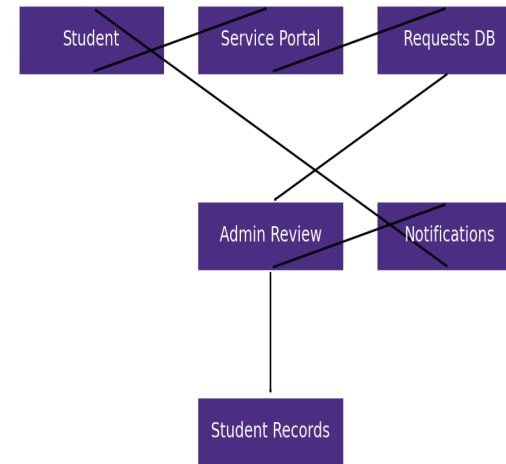 Student
Service Portal
Requests DB
Admin Review
Notifications
Student Records